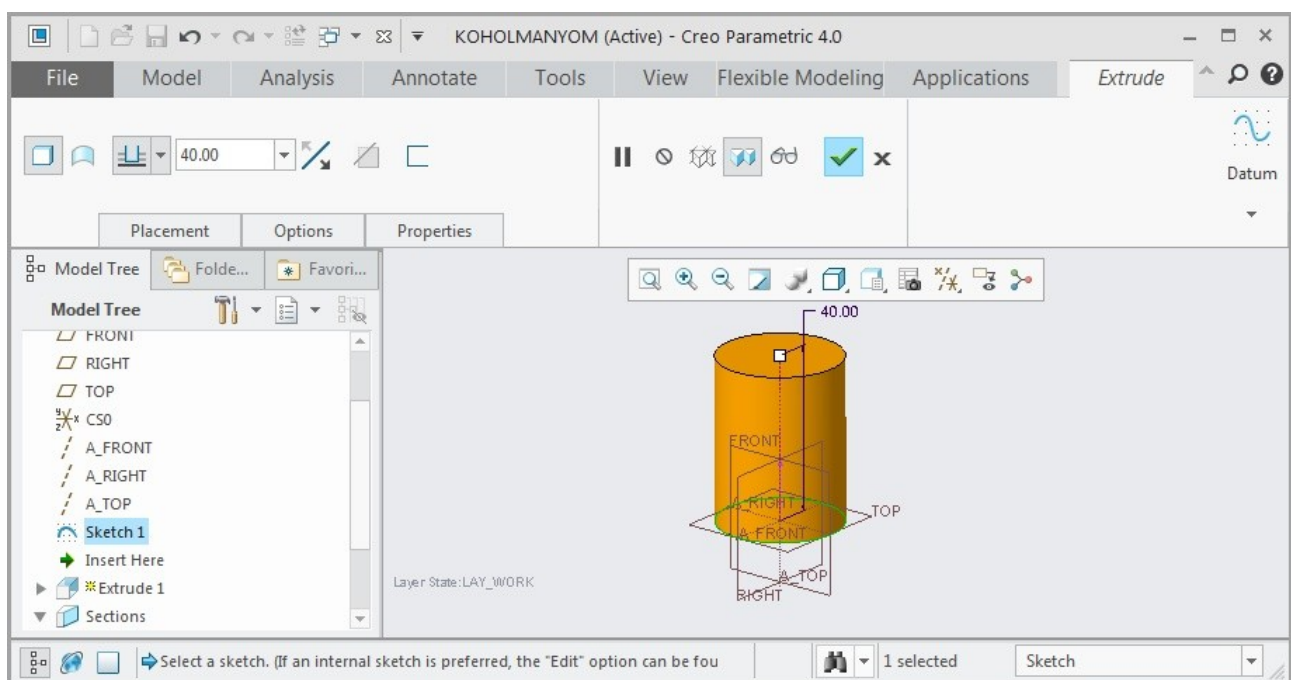 KOHOLMANYOM (Active) - Creo Parametric 4.0
File Model Analysis Annotate Tools View Flexible Modeling Applications Extrude
40.00
Datum
Placement Options Properties
Model Tree Folde... Favori...
Model Tree
FRONT
RIGHT
TOP
CS0
A_FRONT
A_RIGHT
A_TOP
Sketch 1
Insert Here
Extrude 1
Sections
40.00
FRONT
A_RIGHT
TOP
A_FRONT
A_TOP
RIGHT
Layer State:LAY_WORK
Select a sketch. (If an internal sketch is preferred, the "Edit" option can be fou
1 selected
Sketch